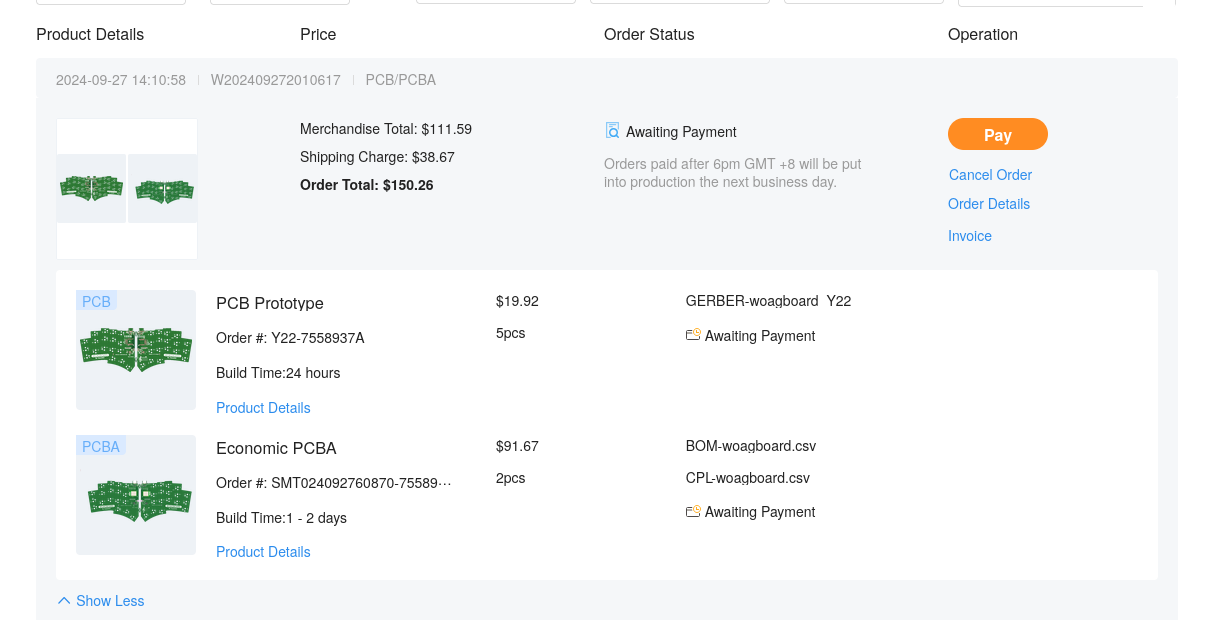 Product Details Price Order Status Operation
2024-09-27 14:10:58 W202409272010617 PCB/PCBA
Merchandise Total: $111.59
Shipping Charge: $38.67
Order Total: $150.26
Awaiting Payment
Orders paid after 6pm GMT +8 will be put
into production the next business day.
Pay
Cancel Order
Order Details
Invoice
PCB
PCB Prototype
Order #: Y22-7558937A
Build Time:24 hours
Product Details
$19.92
5pcs
GERBER-woagboard Y22
Awaiting Payment
PCBA
Economic PCBA
Order #: SMT024092760870-75589···
Build Time:1 - 2 days
Product Details
$91.67
2pcs
BOM-woagboard.csv
CPL-woagboard.csv
Awaiting Payment
Show Less